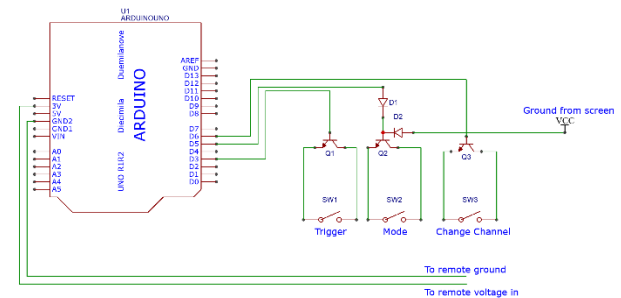 U1
ARDUINOUNO
Duemilanove
Diecimila
UNO R1R2
ARDUINO
RESET
3V
5V
GND2
GND1
VIN
A0
A1
A2
A3
A4
A5
AREF
GND
D13
D12
D11
D10
D9
D8
D7
D6
D5
D4
D3
D2
D1
D0
D1
D2
Ground from screen
VCC
Q1
Q2
Q3
SW1
SW2
SW3
Trigger
Mode
Change Channel
To remote ground
To remote voltage in